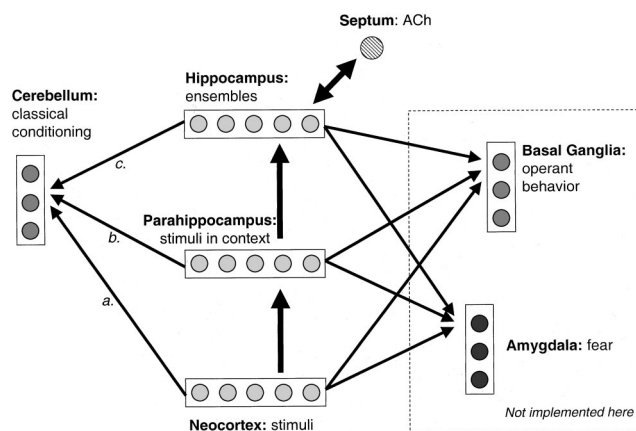 Septum: ACh
Hippocampus:
ensembles
Cerebellum:
classical
conditioning
Basal Ganglia:
operant
behavior
c.
Parahippocampus:
stimuli in context
b.
a.
Amygdala: fear
Neocortex: stimuli
Not implemented here